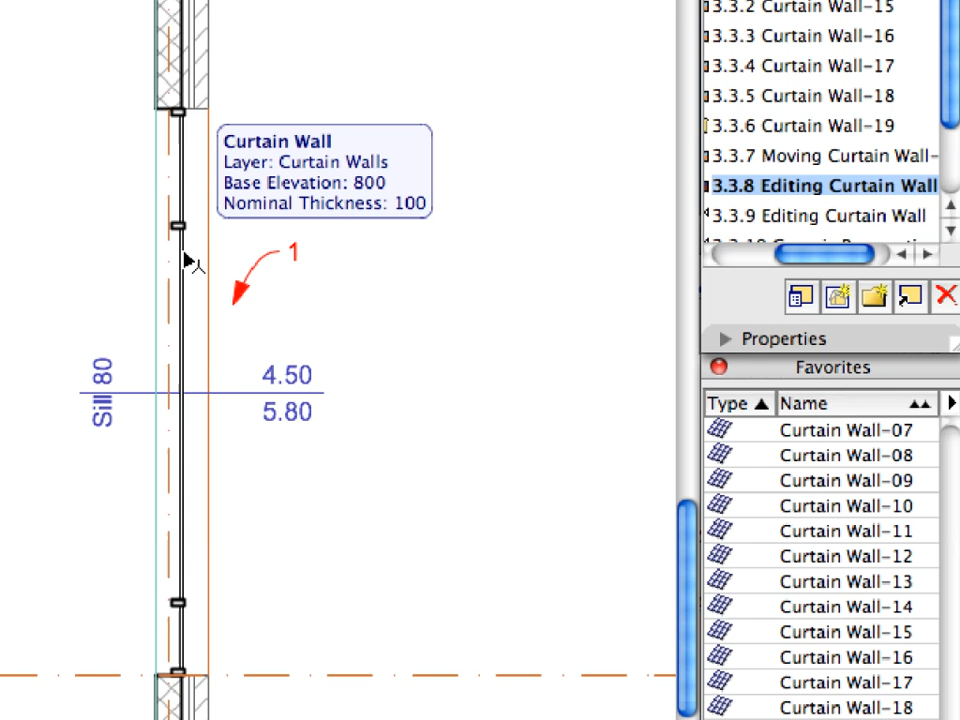 3.3.2 Curtain Wall-15
3.3.3 Curtain Wall-16
3.3.4 Curtain Wall-17
3.3.5 Curtain Wall-18
3.3.6 Curtain Wall-19
3.3.7 Moving Curtain Wall-
3.3.8 Editing Curtain Wall
3.3.9 Editing Curtain Wall
Properties
Favorites
Type Name
Curtain Wall-07
Curtain Wall-08
Curtain Wall-09
Curtain Wall-10
Curtain Wall-11
Curtain Wall-12
Curtain Wall-13
Curtain Wall-14
Curtain Wall-15
Curtain Wall-16
Curtain Wall-17
Curtain Wall-18
Curtain Wall
Layer: Curtain Walls
Base Elevation: 800
Nominal Thickness: 100
1
Sill 80
4.50
5.80